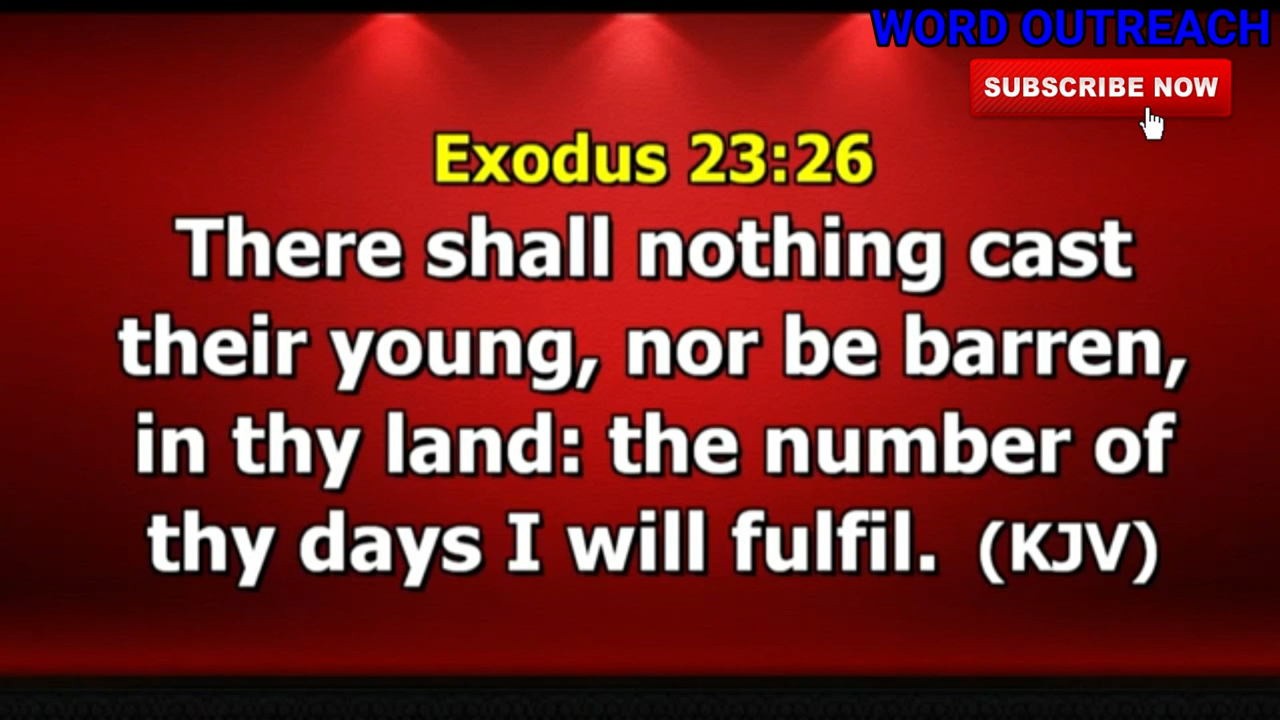 WORD OUTREACH
SUBSCRIBE NOW
Exodus 23:26
There shall nothing cast
their young, nor be barren,
in thy land: the number of
thy days I will fulfil. (KJV)